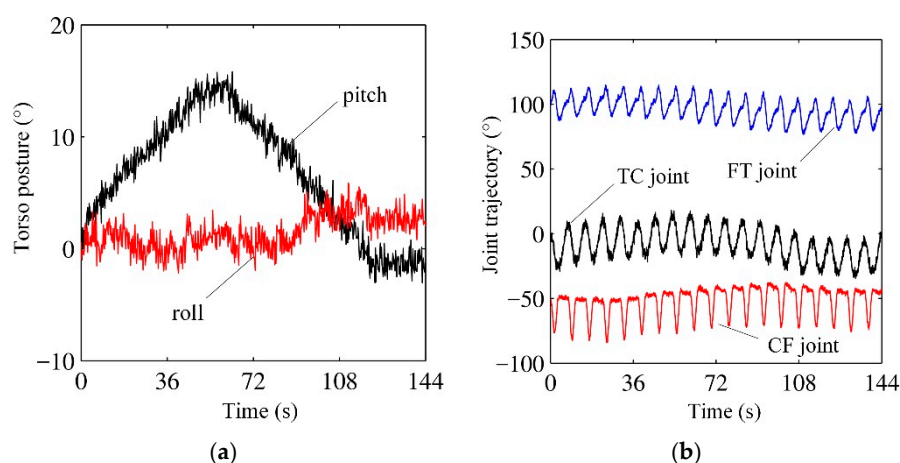 20
10
0
−10
Torso posture (°)
pitch
roll
0 36 72 108 144
Time (s)
(a)
150
100
50
0
−50
−100
Joint trajectory (°)
FT joint
TC joint
CF joint
0 36 72 108 144
Time (s)
(b)